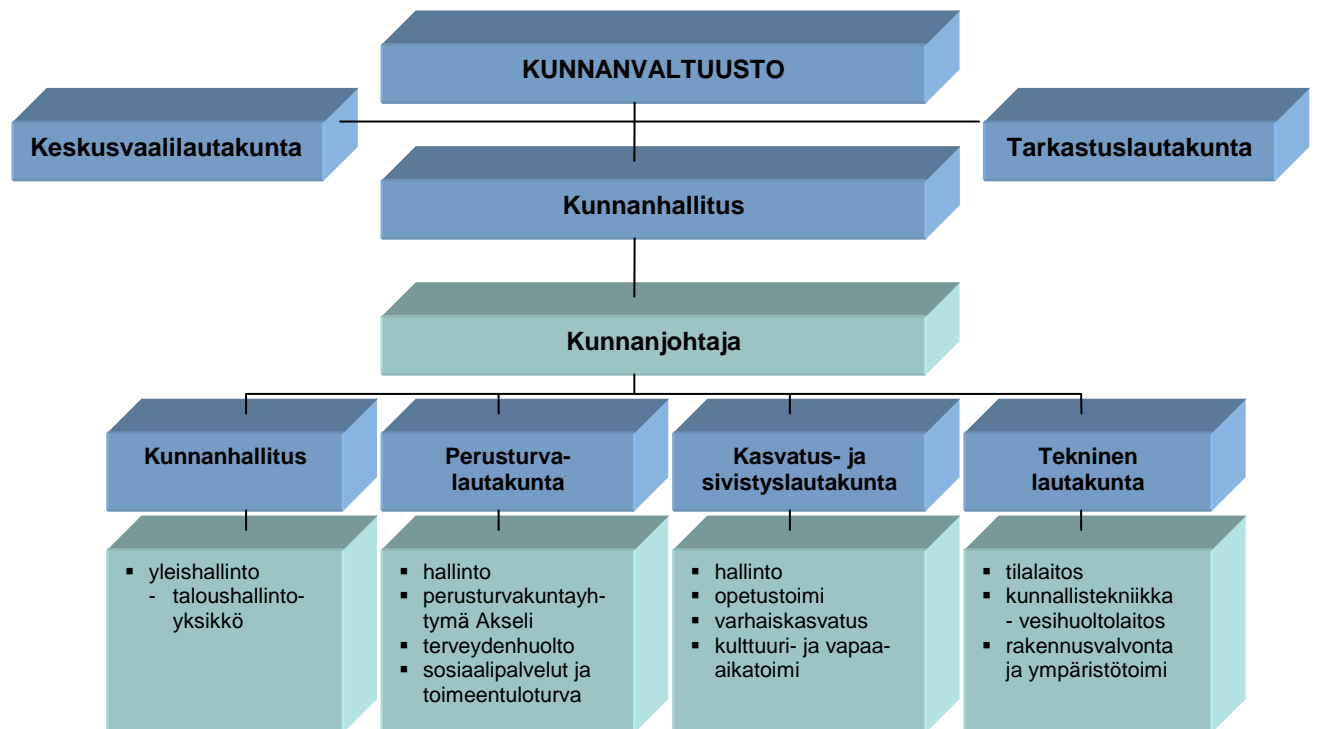 KUNNANVALTUUSTO
Keskusvaalilautakunta
Tarkastuslautakunta
Kunnanhallitus
Kunnanjohtaja
Kunnanhallitus
Perusturva-
lautakunta
Kasvatus- ja
sivistyslautakunta
Tekninen
lautakunta
▪ yleishallinto
- taloushallinto-
yksikkö
▪ hallinto
▪ perusturvakuntayh-
tymä Akseli
▪ terveydenhuolto
▪ sosiaalipalvelut ja
toimeentuloturva
▪ hallinto
▪ opetustoimi
▪ varhaiskasvatus
▪ kulttuuri- ja vapaa-
aikatoimi
▪ tilalaitos
▪ kunnallistekniikka
- vesihuoltolaitos
▪ rakennusvalvonta
ja ympäristötoimi